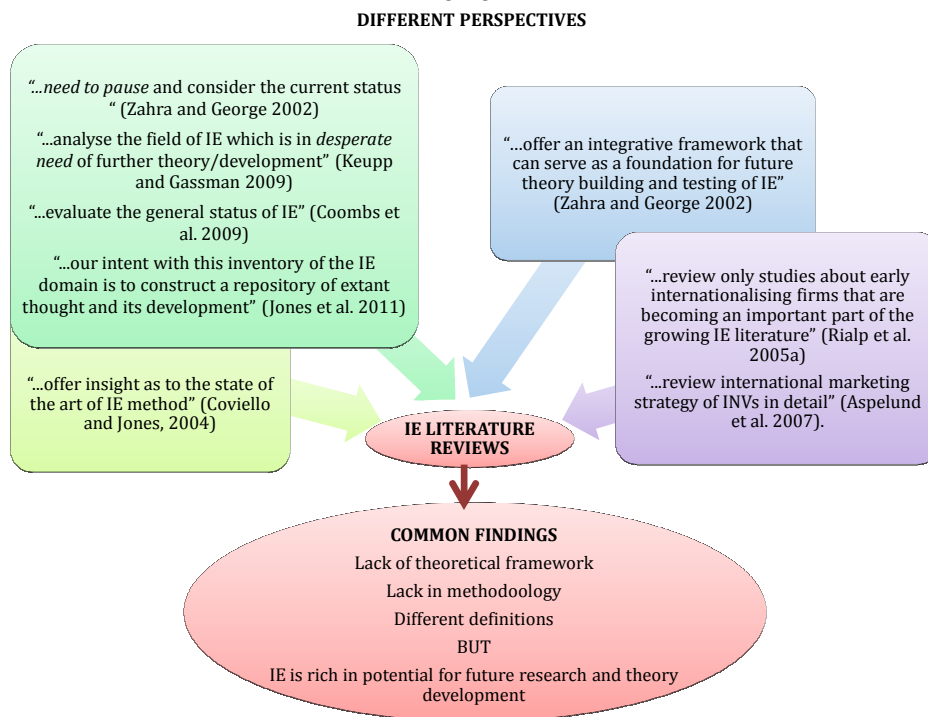 DIFFERENT PERSPECTIVES
“...need to pause and consider the current status
“ (Zahra and George 2002)
“...analyse the field of IE which is in desperate
need of further theory/development” (Keupp
and Gassman 2009)
“...evaluate the general status of IE” (Coombs et
al. 2009)
“...our intent with this inventory of the IE
domain is to construct a repository of extant
thought and its development” (Jones et al. 2011)
“…offer an integrative framework that
can serve as a foundation for future
theory building and testing of IE”
(Zahra and George 2002)
“...review only studies about early
internationalising firms that are
becoming an important part of the
growing IE literature” (Rialp et al.
2005a)
“...review international marketing
strategy of INVs in detail” (Aspelund
et al. 2007).
“...offer insight as to the state of
the art of IE method” (Coviello
and Jones, 2004)
IE LITERATURE
REVIEWS
COMMON FINDINGS
Lack of theoretical framework
Lack in methodoology
Different definitions
BUT
IE is rich in potential for future research and theory
development